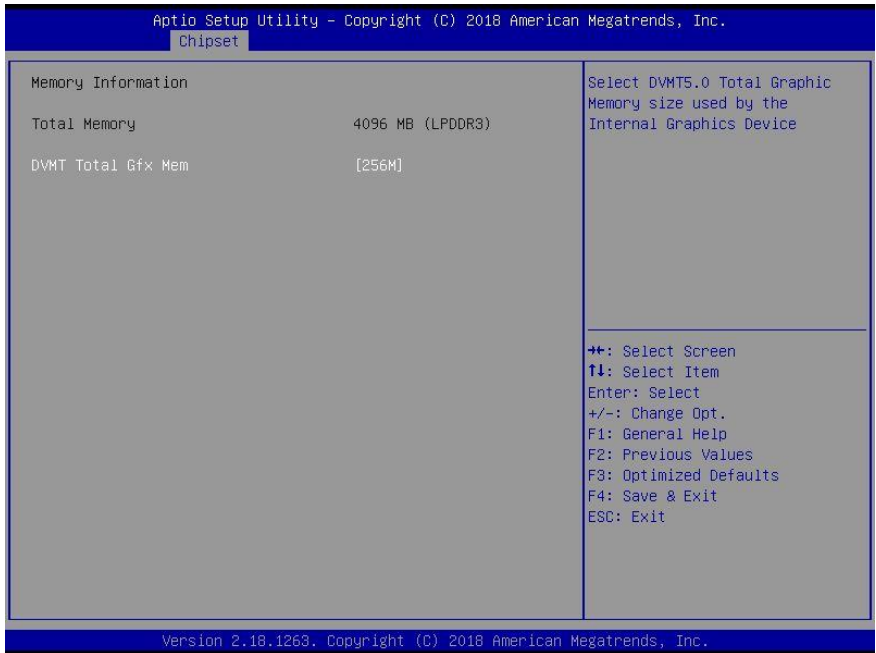 Aptio Setup Utility – Copyright (C) 2018 American Megatrends, Inc.
Chipset
Memory Information
Total Memory 4096 MB (LPDDR3)
DVMT Total Gfx Mem [256M]
Select DVMT5.0 Total Graphic
Memory size used by the
Internal Graphics Device
→←: Select Screen
↑↓: Select Item
Enter: Select
+/-: Change Opt.
F1: General Help
F2: Previous Values
F3: Optimized Defaults
F4: Save & Exit
ESC: Exit
Version 2.18.1263. Copyright (C) 2018 American Megatrends, Inc.